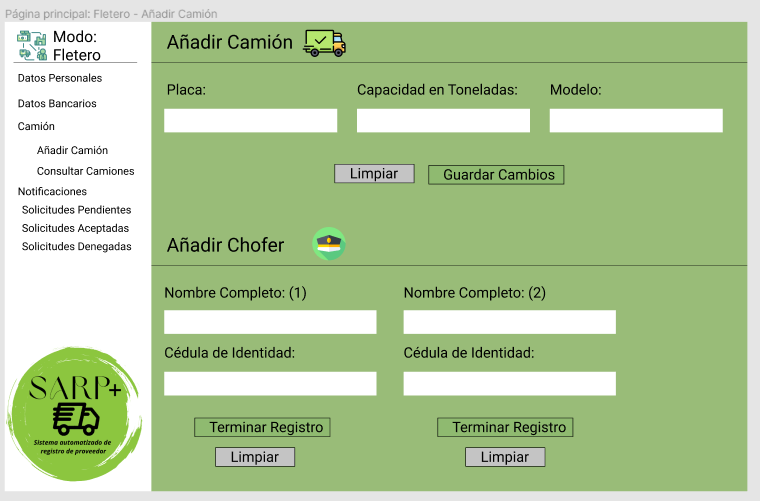 Página principal: Fletero - Añadir Camión
Modo:
Fletero
Datos Personales
Datos Bancarios
Camión
Añadir Camión
Consultar Camiones
Notificaciones
Solicitudes Pendientes
Solicitudes Aceptadas
Solicitudes Denegadas
SARP+
Sistema automatizado de
registro de proveedor
Añadir Camión
Placa: Capacidad en Toneladas: Modelo:
Limpiar Guardar Cambios
Añadir Chofer
Nombre Completo: (1) Nombre Completo: (2)
Cédula de Identidad: Cédula de Identidad:
Terminar Registro Terminar Registro
Limpiar Limpiar